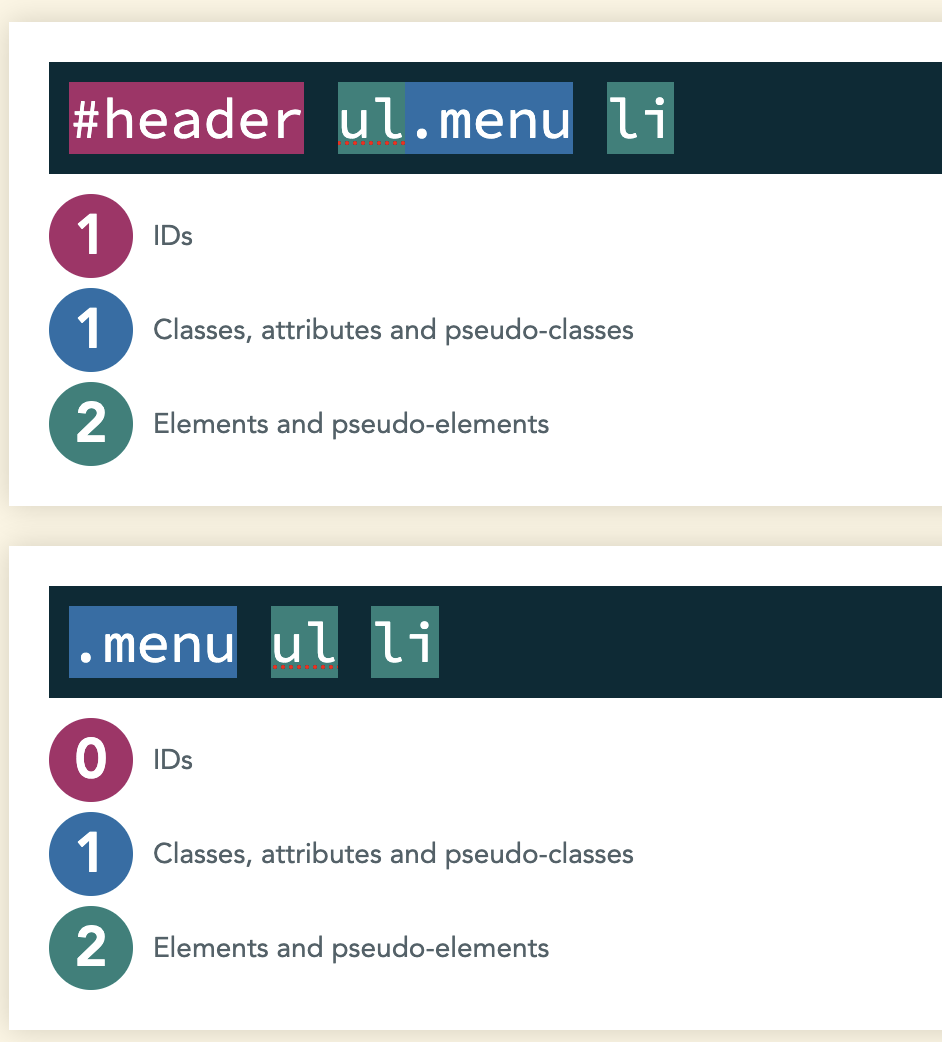 #header ul.menu li
1 IDs
1 Classes, attributes and pseudo-classes
2 Elements and pseudo-elements
.menu ul li
0 IDs
1 Classes, attributes and pseudo-classes
2 Elements and pseudo-elements